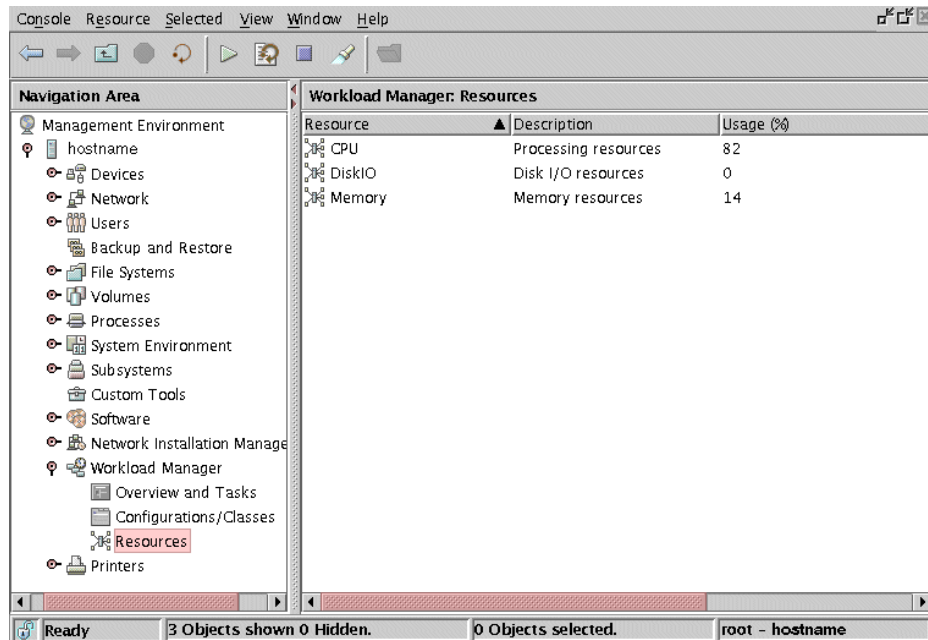 Console Resource Selected View Window Help
Navigation Area
Management Environment
hostname
Devices
Network
Users
Backup and Restore
File Systems
Volumes
Processes
System Environment
Subsystems
Custom Tools
Software
Network Installation Manage
Workload Manager
Overview and Tasks
Configurations/Classes
Resources
Printers
Workload Manager: Resources
Resource Description Usage (%)
CPU Processing resources 82
DiskIO Disk I/O resources 0
Memory Memory resources 14
Ready 3 Objects shown 0 Hidden. 0 Objects selected. root - hostname